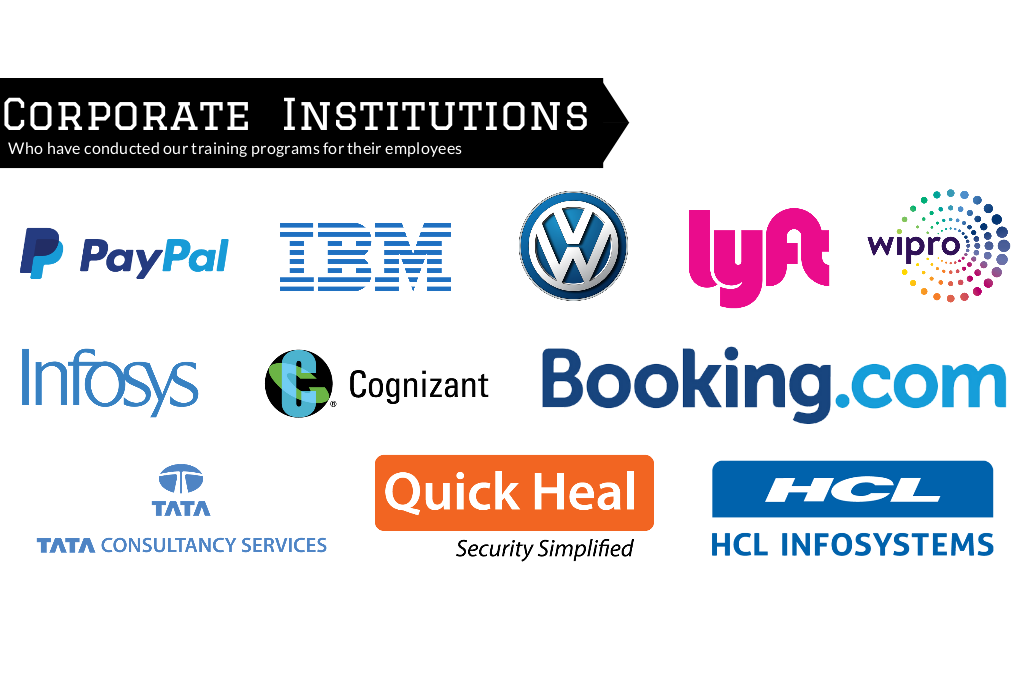 Corporate Institutions
Who have conducted our training programs for their employees
PayPal
IBM
VW
lyft
wipro
Infosys
Cognizant
®
Booking.com
TATA
TATA CONSULTANCY SERVICES
Quick Heal
Security Simplified
HCL
HCL INFOSYSTEMS